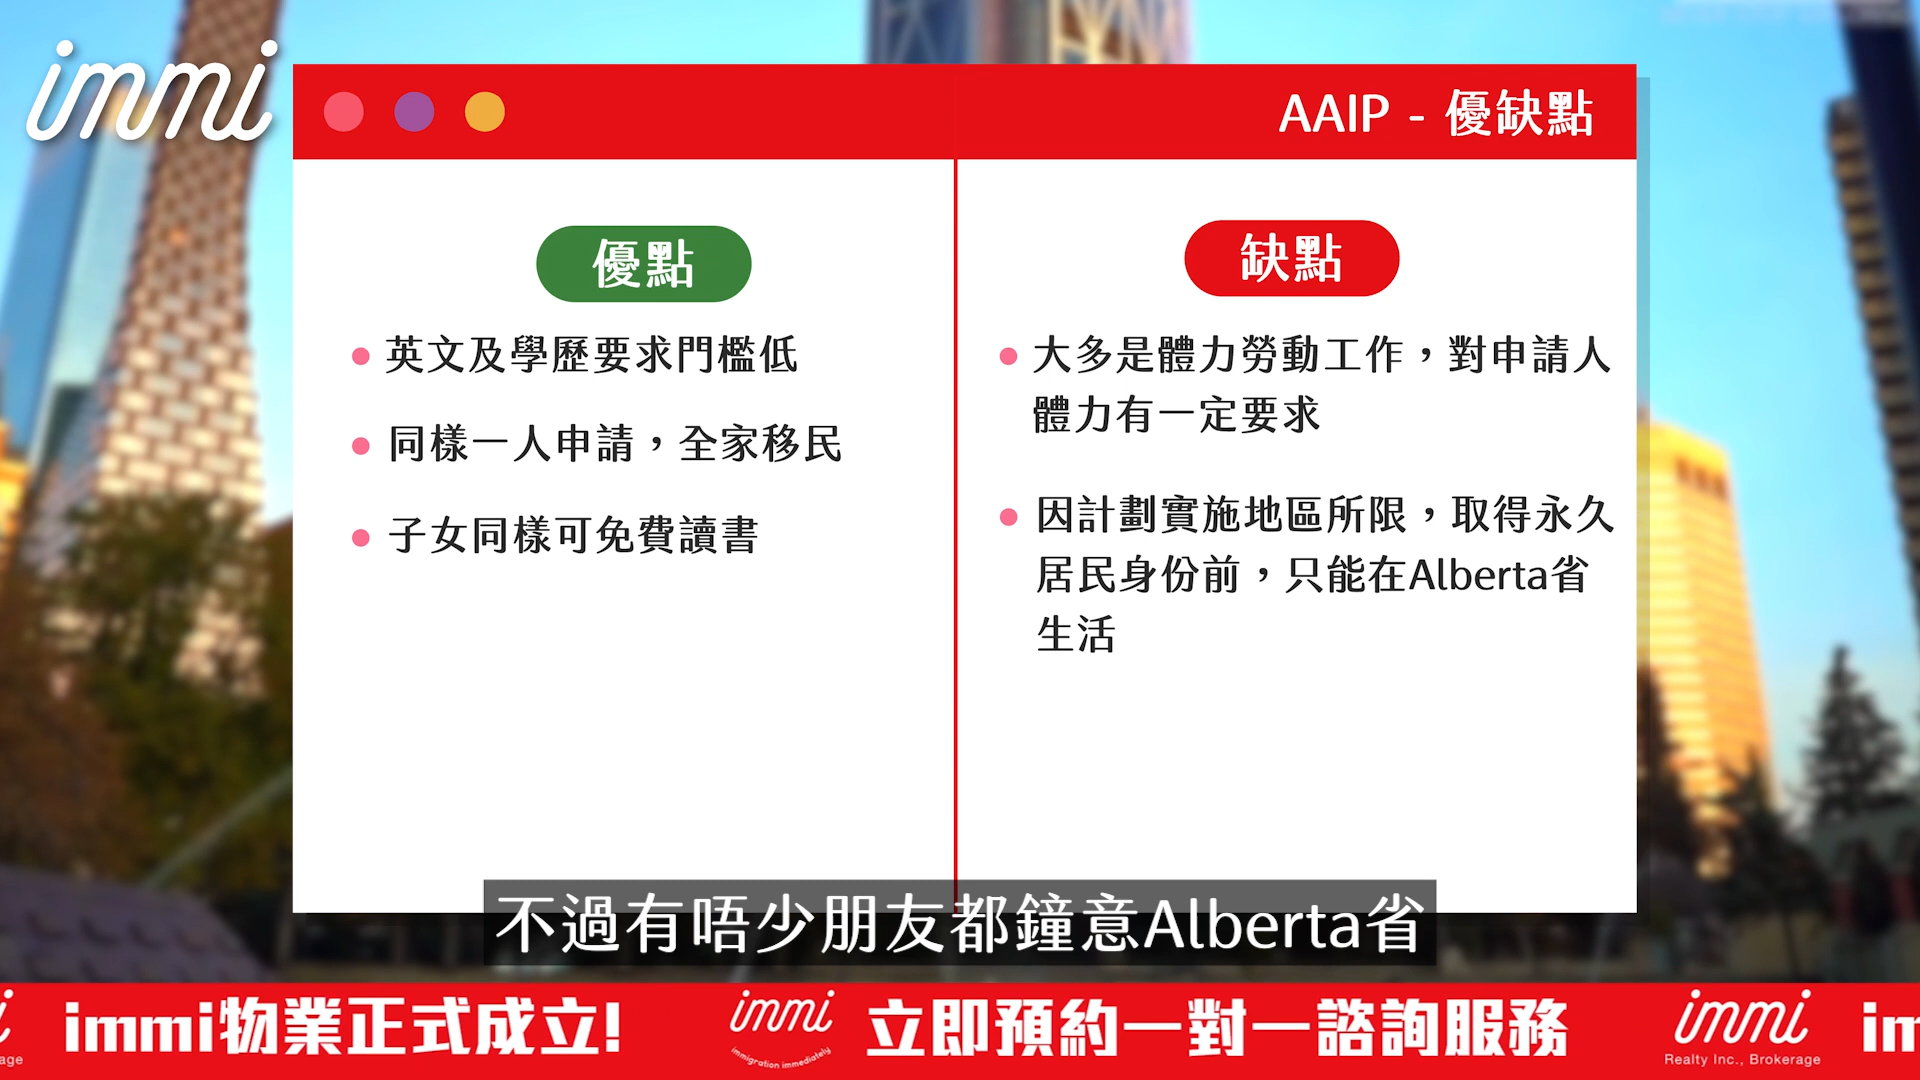 immi
AAIP - 優缺點
優點
英文及學歷要求門檻低
同樣一人申請，全家移民
子女同樣可免費讀書
缺點
大多是體力勞動工作，對申請人
體力有一定要求
因計劃實施地區所限，取得永久
居民身份前，只能在Alberta省
生活
不過有唔少朋友都鐘意Alberta省
immi物業正式成立!
immi
immigration immediately
立即預約一對一諮詢服務
immi
Realty Inc., Brokerage
im